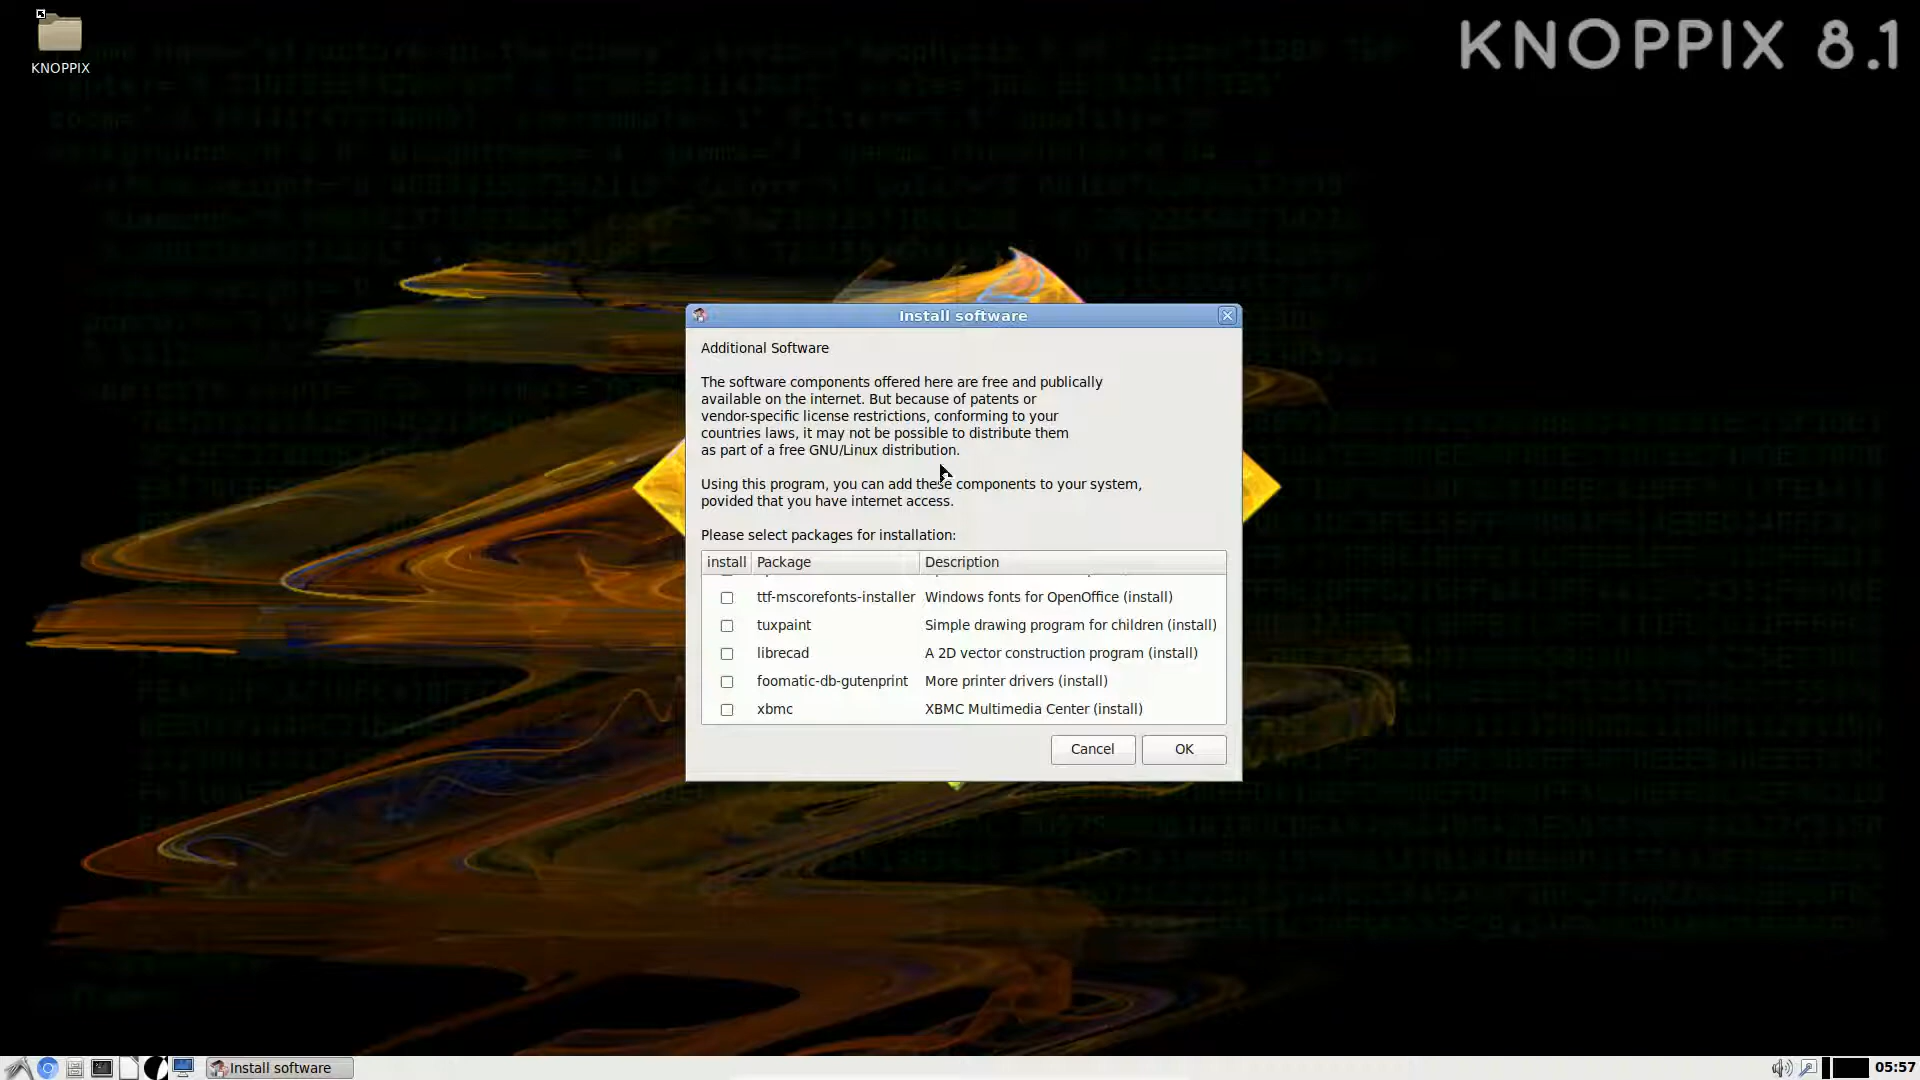 KNOPPIX 8.1
KNOPPIX
Install software
Additional Software
The software components offered here are free and publically
available on the internet. But because of patents or
vendor-specific license restrictions, conforming to your
countries laws, it may not be possible to distribute them
as part of a free GNU/Linux distribution.
Using this program, you can add these components to your system,
povided that you have internet access.
Please select packages for installation:
install Package Description
ttf-mscorefonts-installer Windows fonts for OpenOffice (install)
tuxpaint Simple drawing program for children (install)
librecad A 2D vector construction program (install)
foomatic-db-gutenprint More printer drivers (install)
xbmc XBMC Multimedia Center (install)
Cancel OK
Install software 05:57